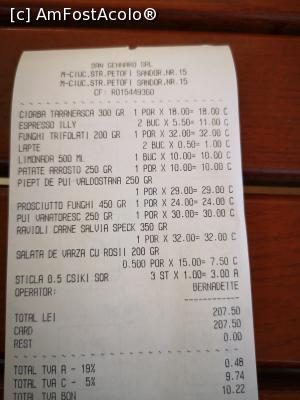 [c] AmFostAcolo®
SAN GENNARO SRL
M-CIUC.STR.PETOFI SANDOR.NR.15
M-CIUC.STR.PETOFI SANDOR.NR.15
CF: RO15449360
CIORBA TARANEASCA 300 GR 1 POR X 18.00= 18.00 C
ESPRESSO ILLY 2 BUC X 5.50= 11.00 C
FUNGHI TRIFOLATI 200 GR 1 POR X 32.00= 32.00 C
LAPTE 2 BUC X 0.50= 1.00 C
LIMONADA 500 ML 1 BUC X 10.00= 10.00 C
PATATE ARROSTO 250 GR 1 POR X 10.00= 10.00 C
PIEPT DE PUI VALDOSTANA 250 GR
1 POR X 29.00= 29.00 C
PROSCIUTTO FUNGHI 450 GR 1 POR X 24.00= 24.00 C
PUI VANATORESC 250 GR 1 POR X 30.00= 30.00 C
RAVIOLI CARNE SALVIA SPECK 350 GR
1 POR X 32.00= 32.00 C
SALATA DE VARZA CU ROSII 200 GR
0.500 POR X 15.00= 7.50 C
STICLA 0.5 CSIKI SOR 3 ST X 1.00= 3.00 A
OPERATOR: BERNADETTE
TOTAL LEI 207.50
CARD 207.50
REST 0.00
TOTAL TVA A - 19% 0.48
TOTAL TVA C - 5% 9.74
TOTAL TVA BON 10.22